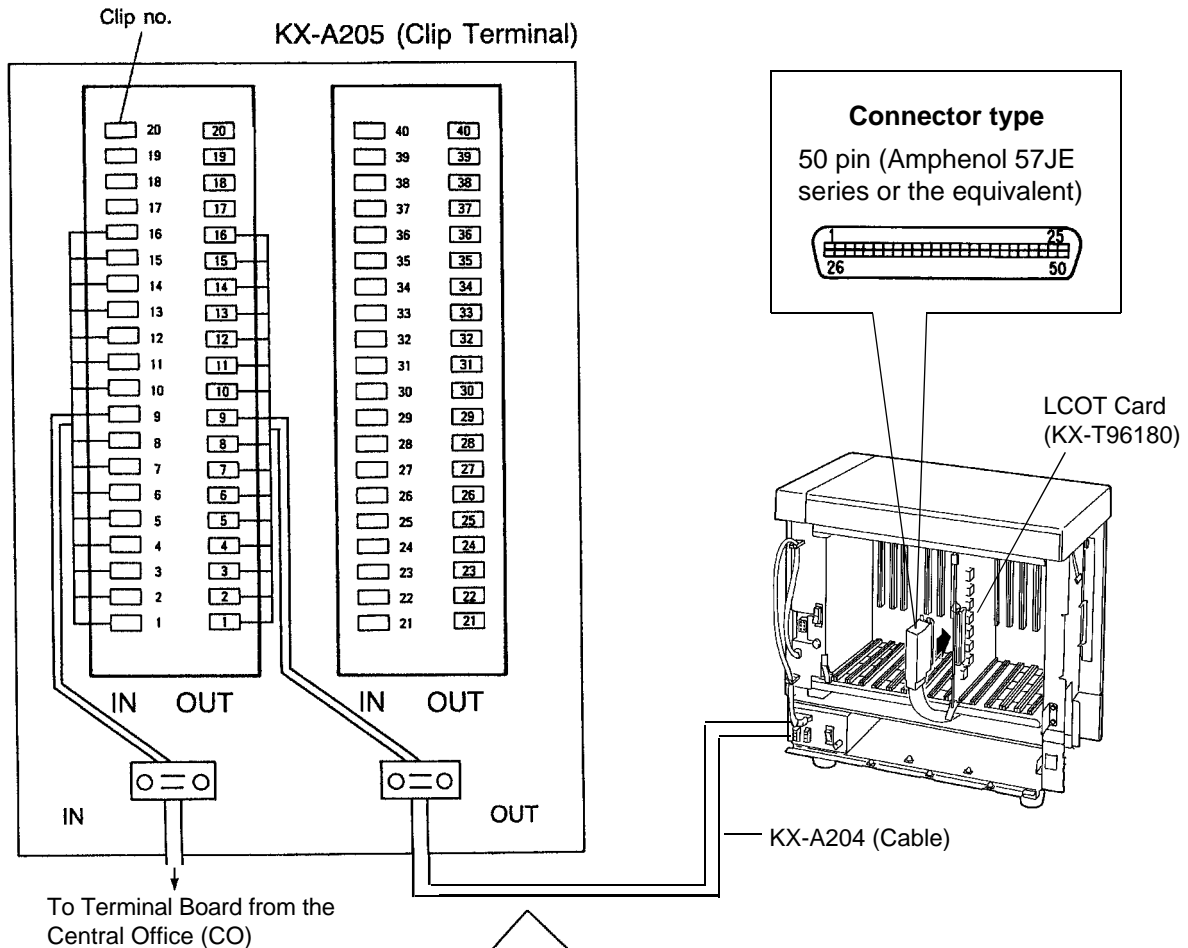 Clip no.
KX-A205 (Clip Terminal)
20 20 40 40
19 19 39 39
18 18 38 38
17 17 37 37
16 16 36 36
15 15 35 35
14 14 34 34
13 13 33 33
12 12 32 32
11 11 31 31
10 10 30 30
9 9 29 29
8 8 28 28
7 7 27 27
6 6 26 26
5 5 25 25
4 4 24 24
3 3 23 23
2 2 22 22
1 1 21 21
IN OUT IN OUT
IN OUT
To Terminal Board from the
Central Office (CO)
Connector type
50 pin (Amphenol 57JE
series or the equivalent)
1 25
26 50
LCOT Card
(KX-T96180)
KX-A204 (Cable)